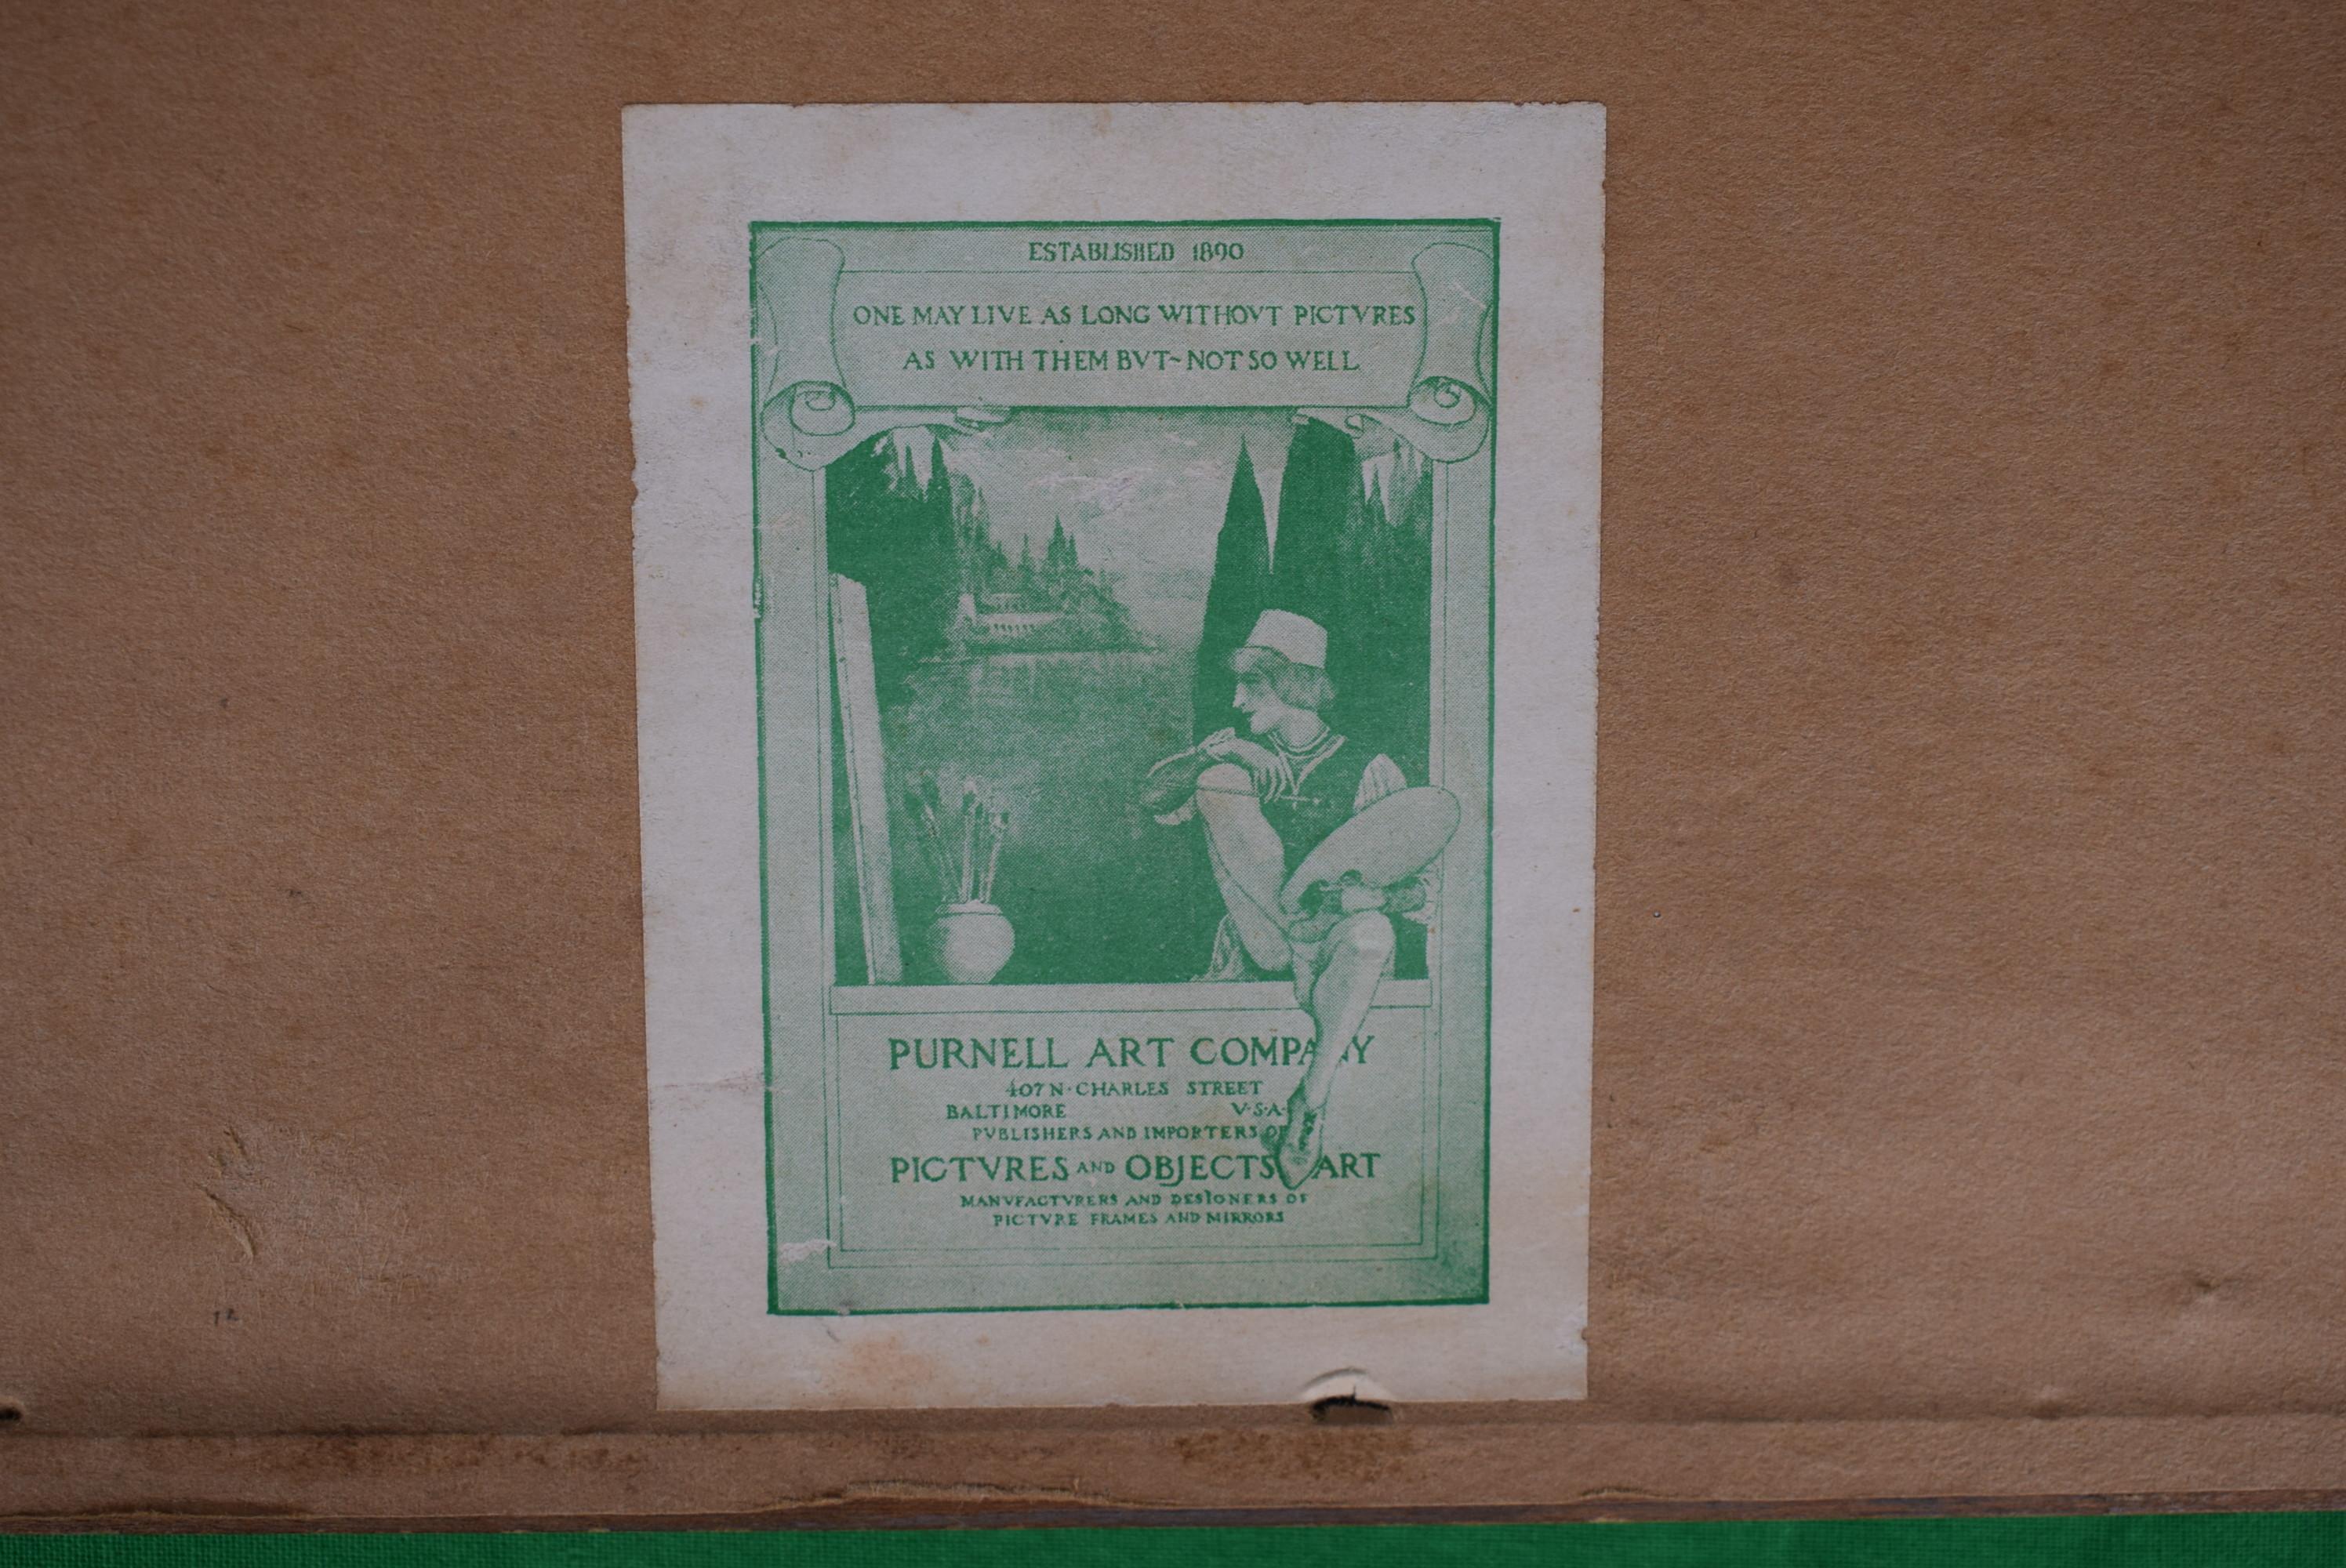 ESTABLISHED 1890
ONE MAY LIVE AS LONG WITHOVT PICTVRES
AS WITH THEM BVT~NOT SO WELL
PURNELL ART COMPANY
407 N· CHARLES STREET
BALTIMORE V·S·A·
PVBLISHERS AND IMPORTERS OF
PICTVRES AND OBJECTS ART
MANVFACTVRERS AND DESIGNERS OF
PICTVRE FRAMES AND MIRRORS